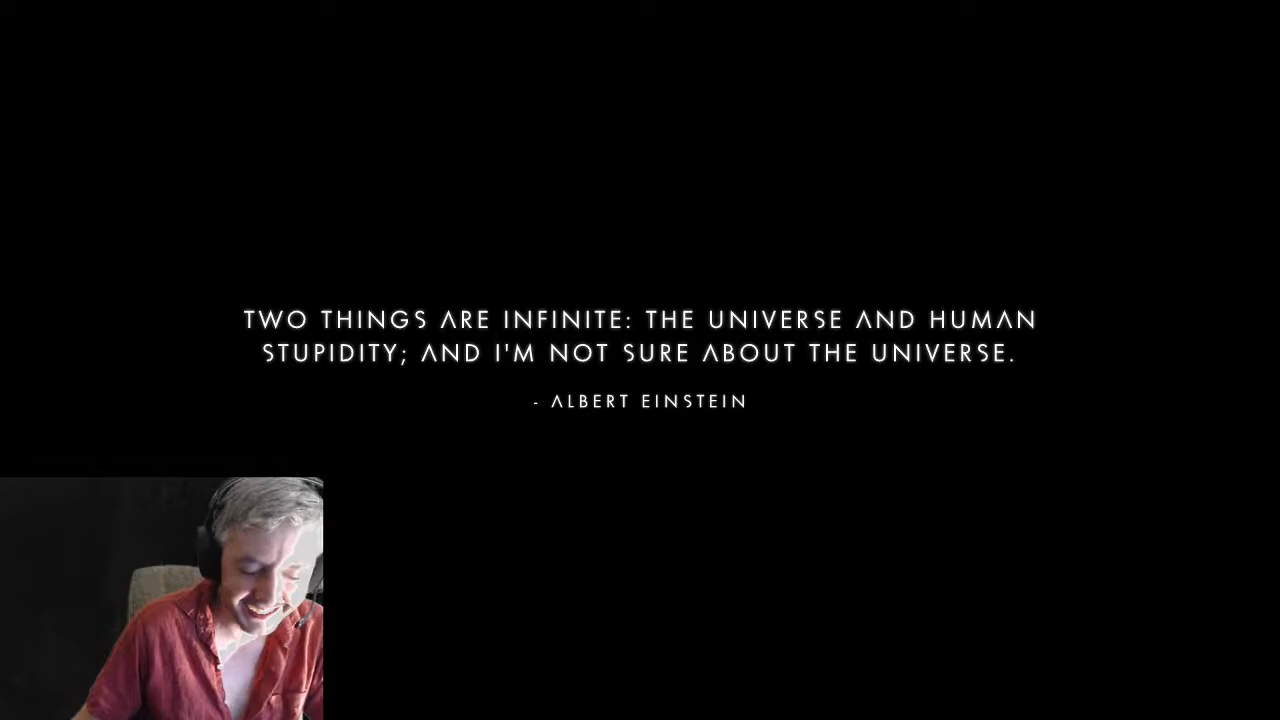 TWO THINGS ARE INFINITE: THE UNIVERSE AND HUMAN
STUPIDITY; AND I'M NOT SURE ABOUT THE UNIVERSE.
- ALBERT EINSTEIN